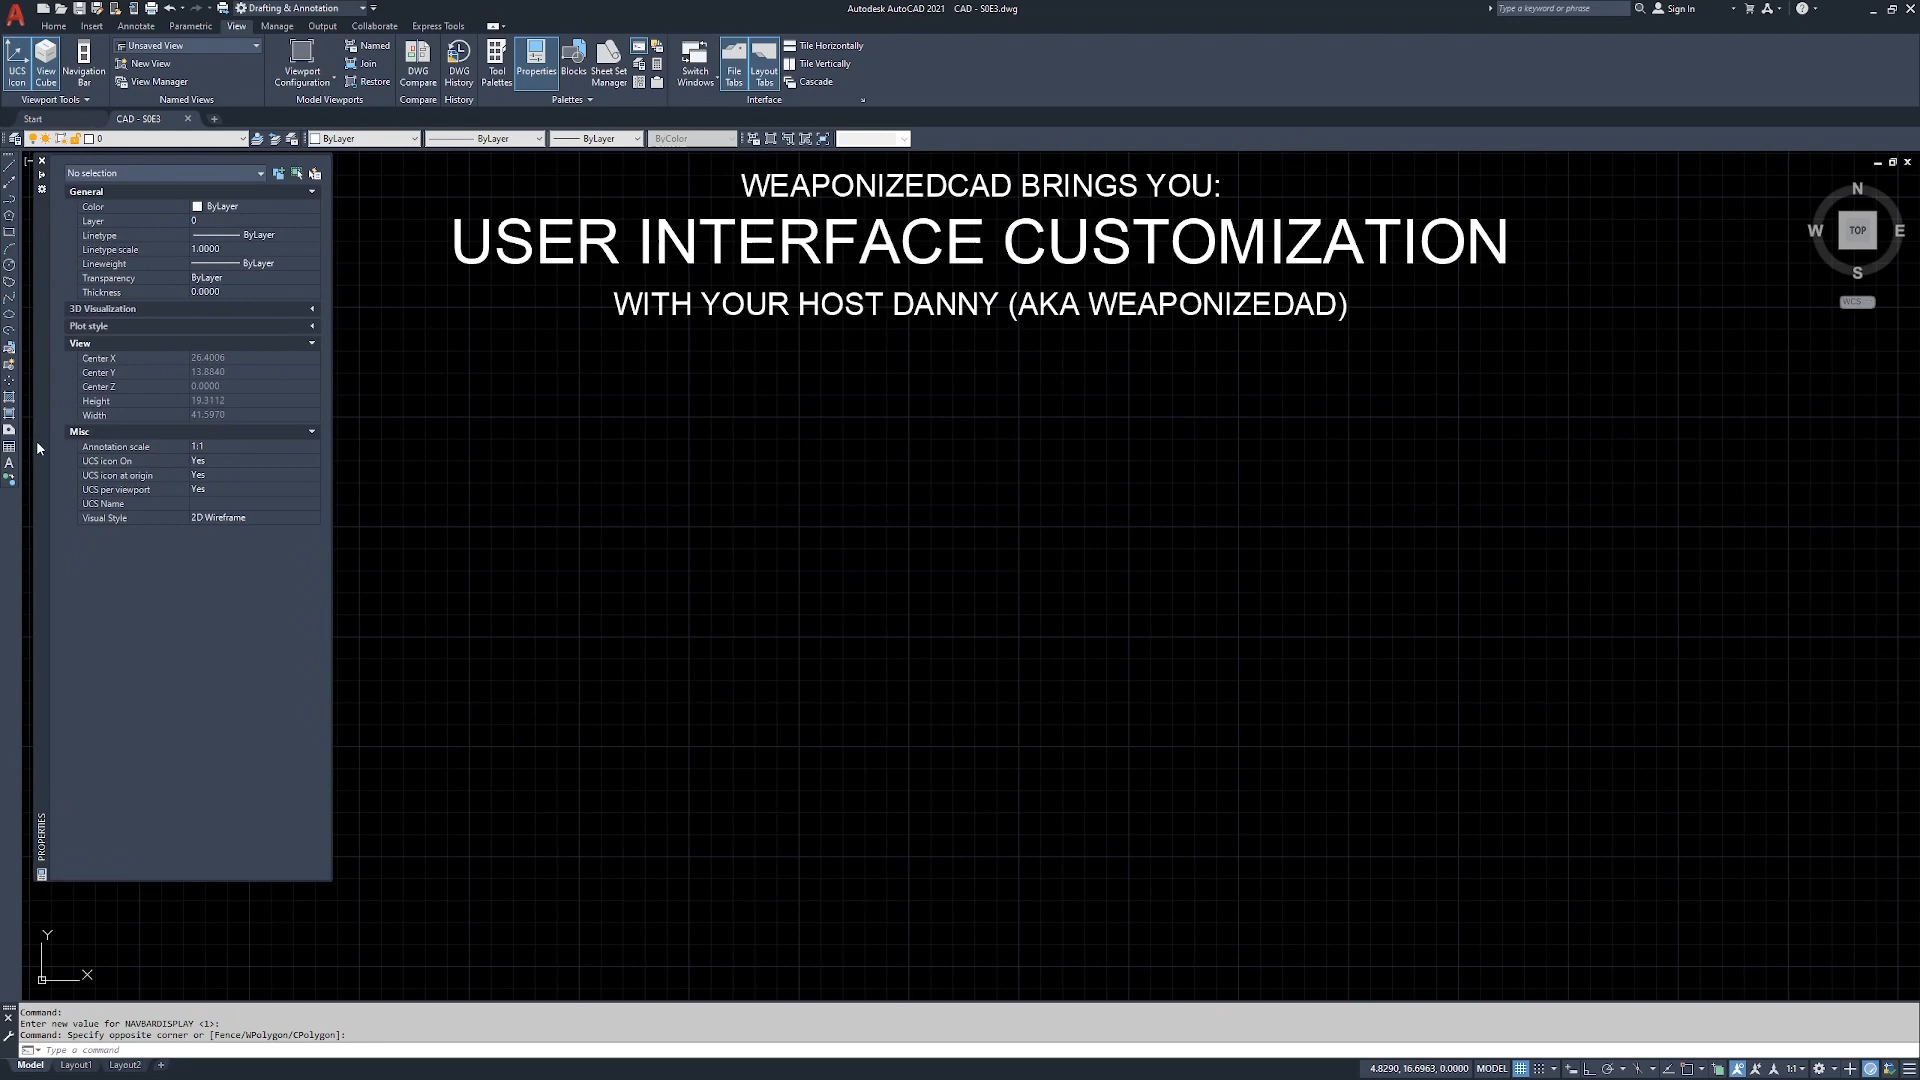 Drafting & Annotation
Autodesk AutoCAD 2021 CAD - S0E3.dwg
Type a keyword or phrase
Sign In
Home Insert Annotate Parametric View Manage Output Collaborate Express Tools
UCS Icon
View Cube
Navigation Bar
Unsaved View
New View
View Manager
Viewport Configuration
Named
Join
Restore
DWG Compare
DWG History
Tool Palettes
Properties
Blocks
Sheet Set Manager
Switch Windows
File Tabs
Layout Tabs
Tile Horizontally
Tile Vertically
Cascade
Viewport Tools Named Views Model Viewports Compare History Palettes Interface
Start CAD - S0E3
0 ByLayer ByLayer ByLayer ByColor
No selection
General
Color ByLayer
Layer 0
Linetype ByLayer
Linetype scale 1.0000
Lineweight ByLayer
Transparency ByLayer
Thickness 0.0000
3D Visualization
Plot style
View
Center X 26.4006
Center Y 13.8840
Center Z 0.0000
Height 19.3112
Width 41.5970
Misc
Annotation scale 1:1
UCS icon On Yes
UCS icon at origin Yes
UCS per viewport Yes
UCS Name
Visual Style 2D Wireframe
PROPERTIES
WEAPONIZEDCAD BRINGS YOU:
USER INTERFACE CUSTOMIZATION
WITH YOUR HOST DANNY (AKA WEAPONIZEDAD)
N
W TOP E
S
WCS
Y
X
Command:
Enter new value for NAVBARDISPLAY <1>:
Command: Specify opposite corner or [Fence/WPolygon/CPolygon]:
Type a command
Model Layout1 Layout2 +
4.8290, 16.6963, 0.0000 MODEL 1:1